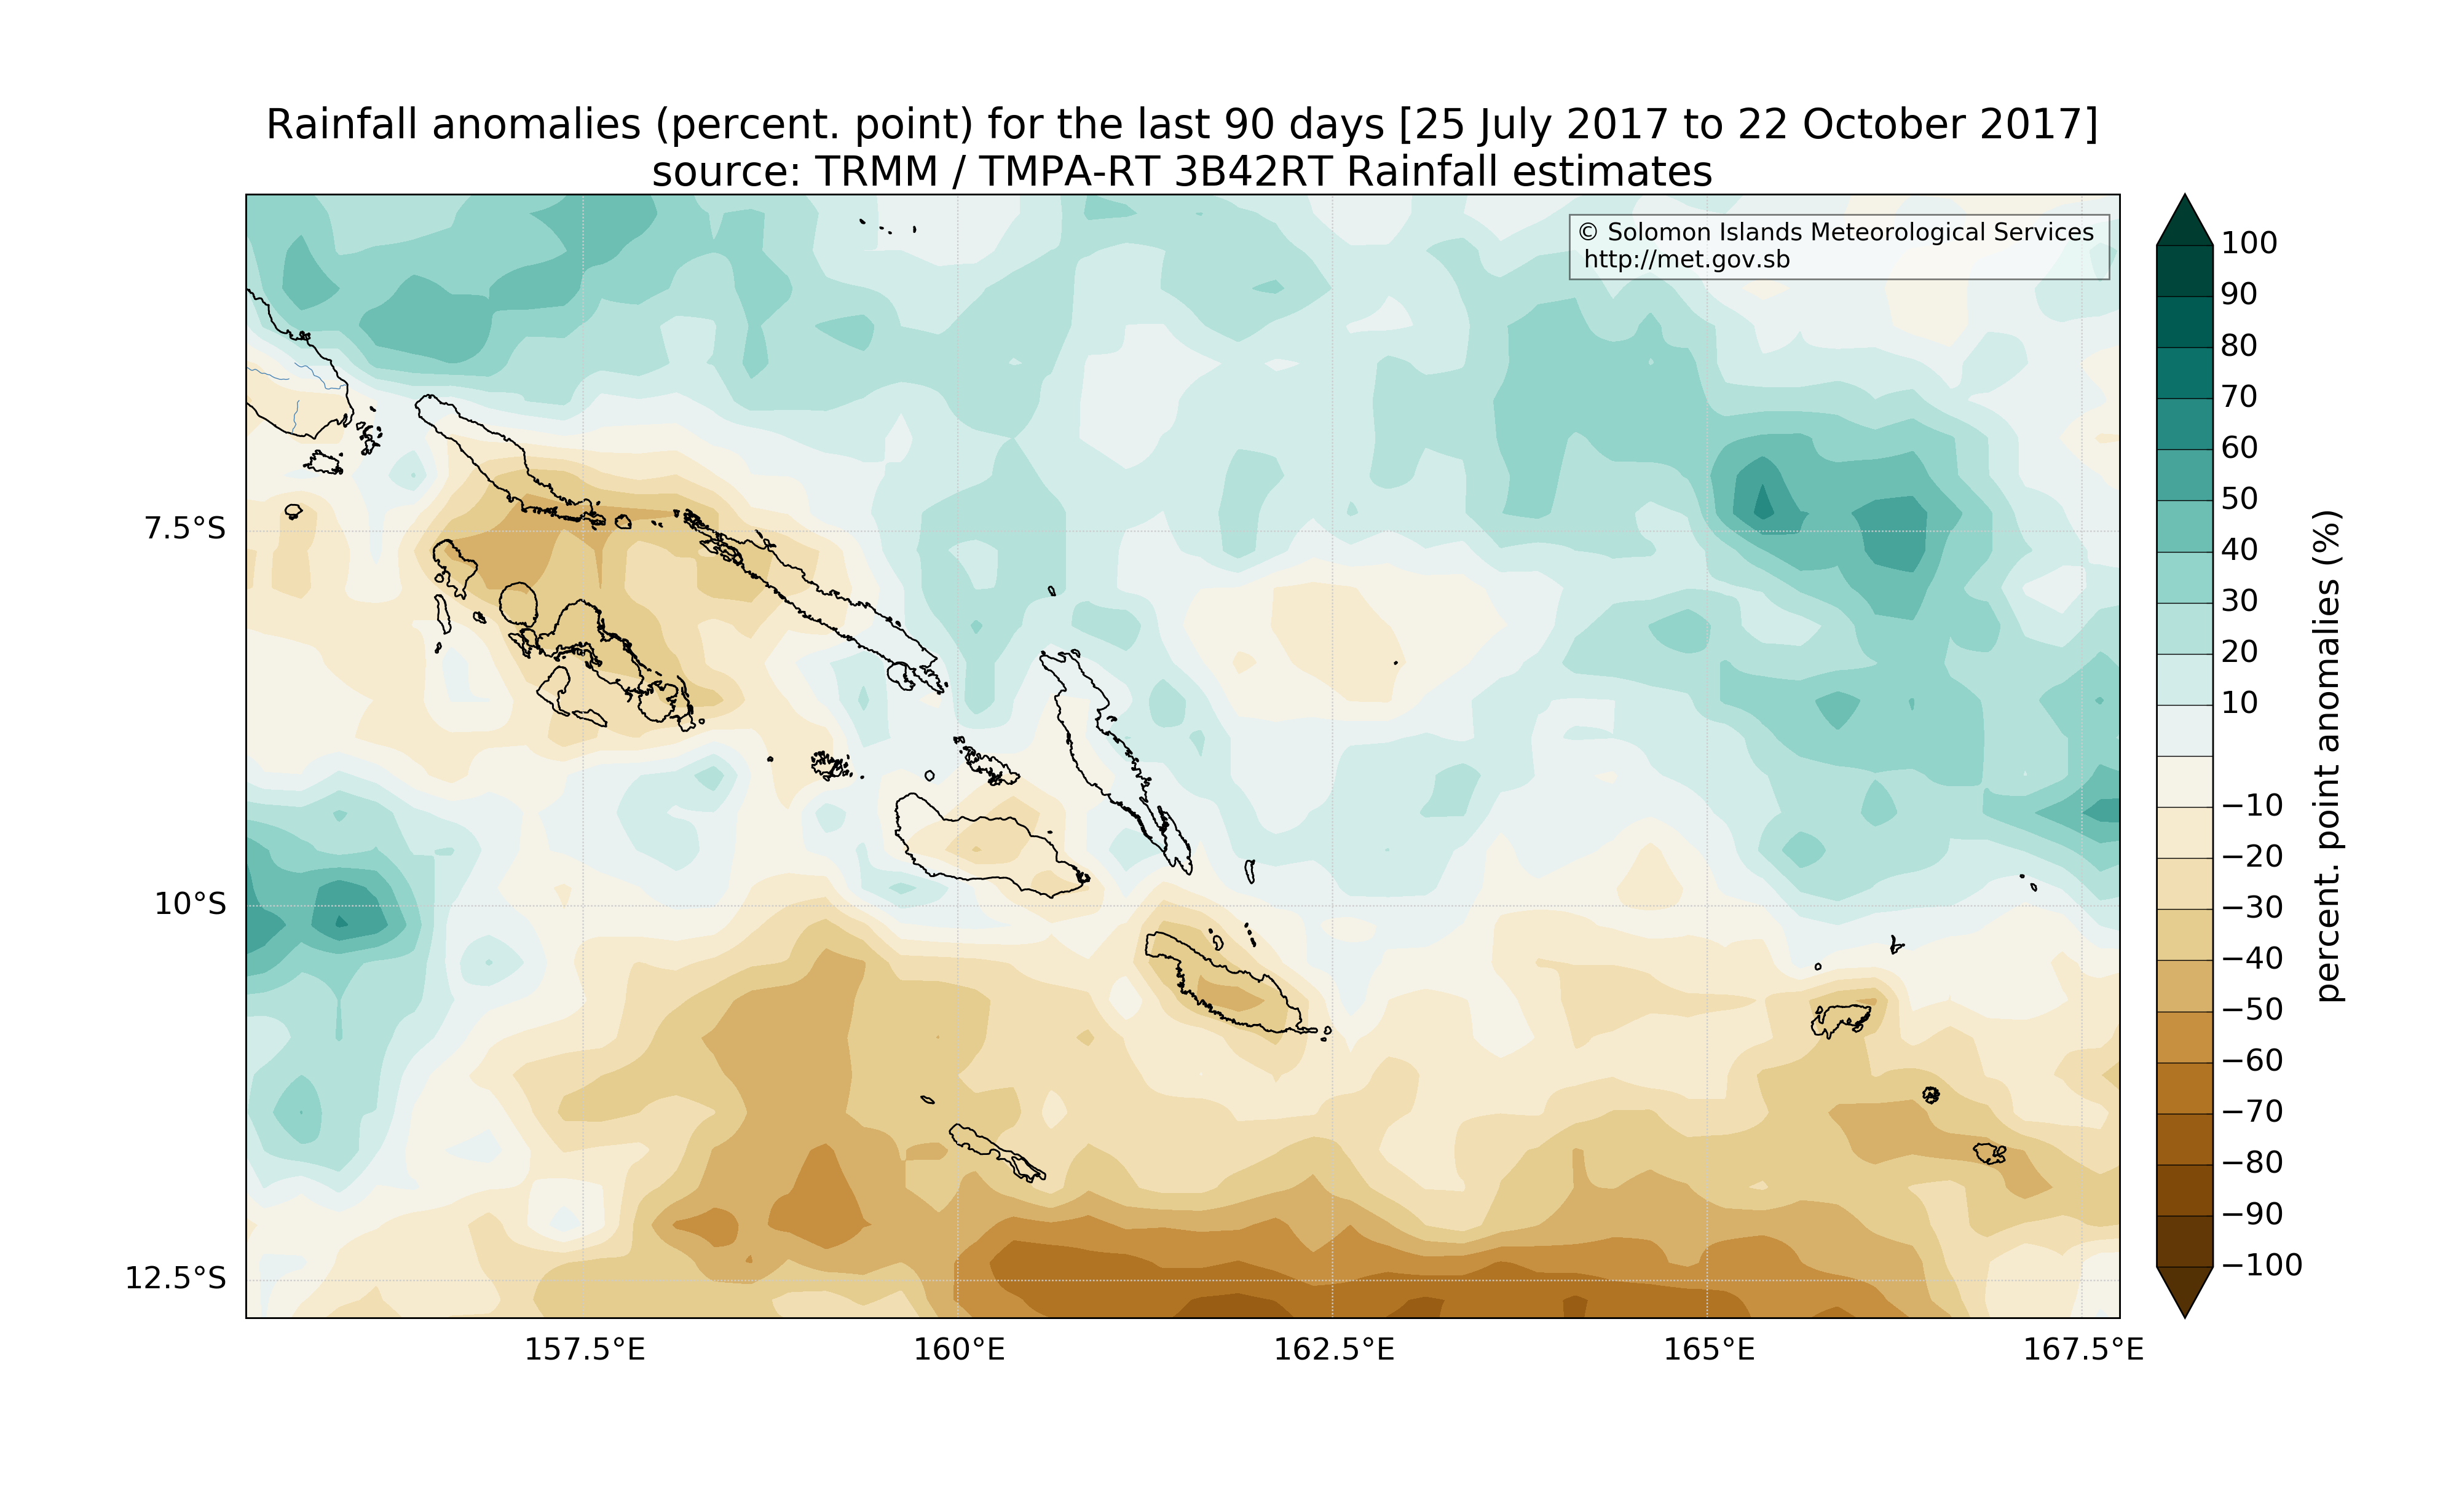 Rainfall anomalies (percent. point) for the last 90 days [25 July 2017 to 22 October 2017]
source: TRMM / TMPA-RT 3B42RT Rainfall estimates
© Solomon Islands Meteorological Services
http://met.gov.sb
7.5°S
10°S
12.5°S
157.5°E
160°E
162.5°E
165°E
167.5°E
100
90
80
70
60
50
40
30
20
10
−10
−20
−30
−40
−50
−60
−70
−80
−90
−100
percent. point anomalies (%)